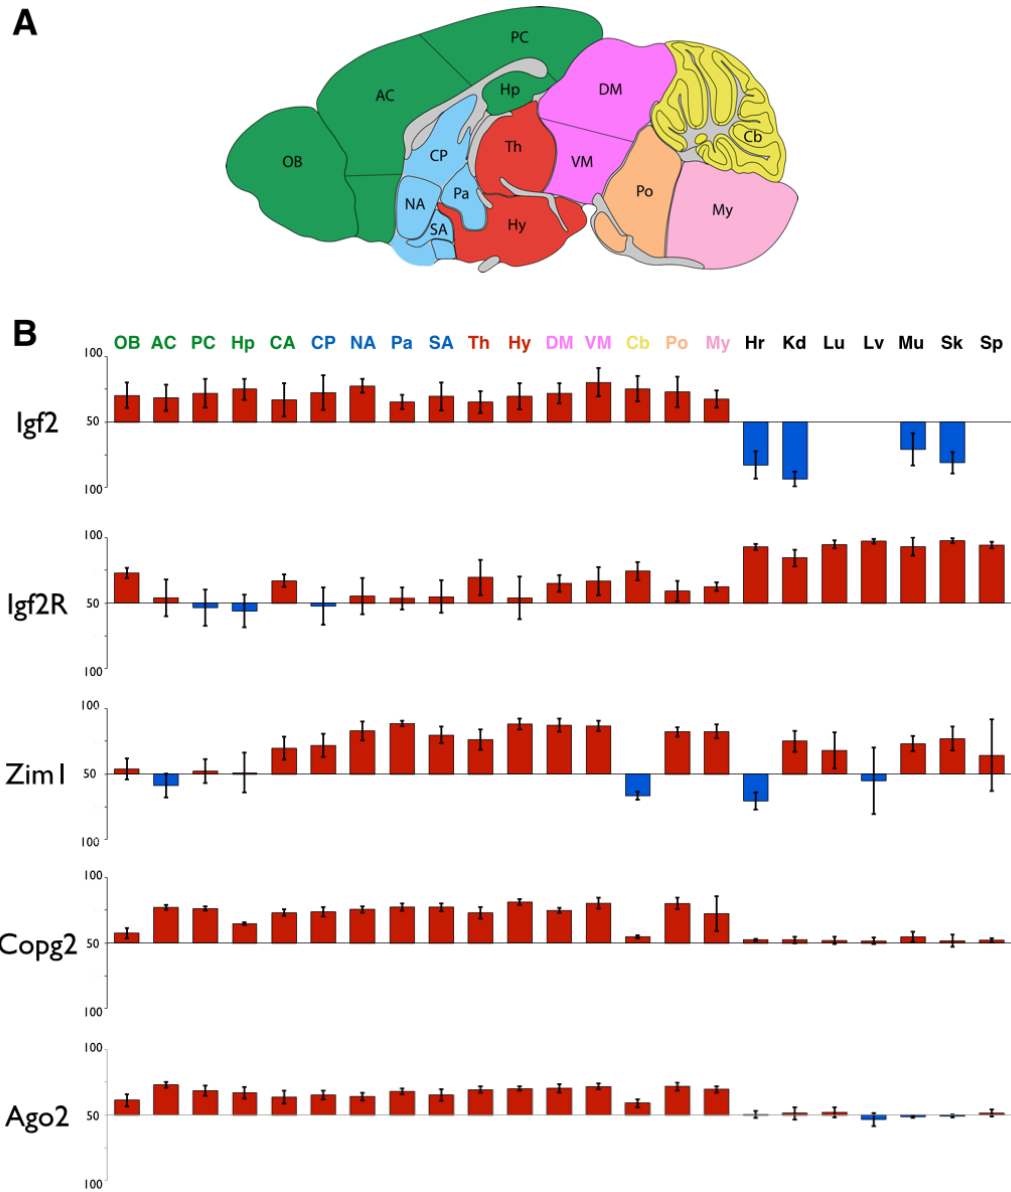 A
PC
AC
Hp
DM
Cb
OB
CP
Th
VM
Pa
Po
NA
My
SA
Hy
B
OB AC PC Hp CA CP NA Pa SA Th Hy DM VM Cb Po My Hr Kd Lu Lv Mu Sk Sp
100
Igf2
50
100
100
Igf2R
50
100
100
Zim1
50
100
100
Copg2
50
100
100
Ago2
50
100